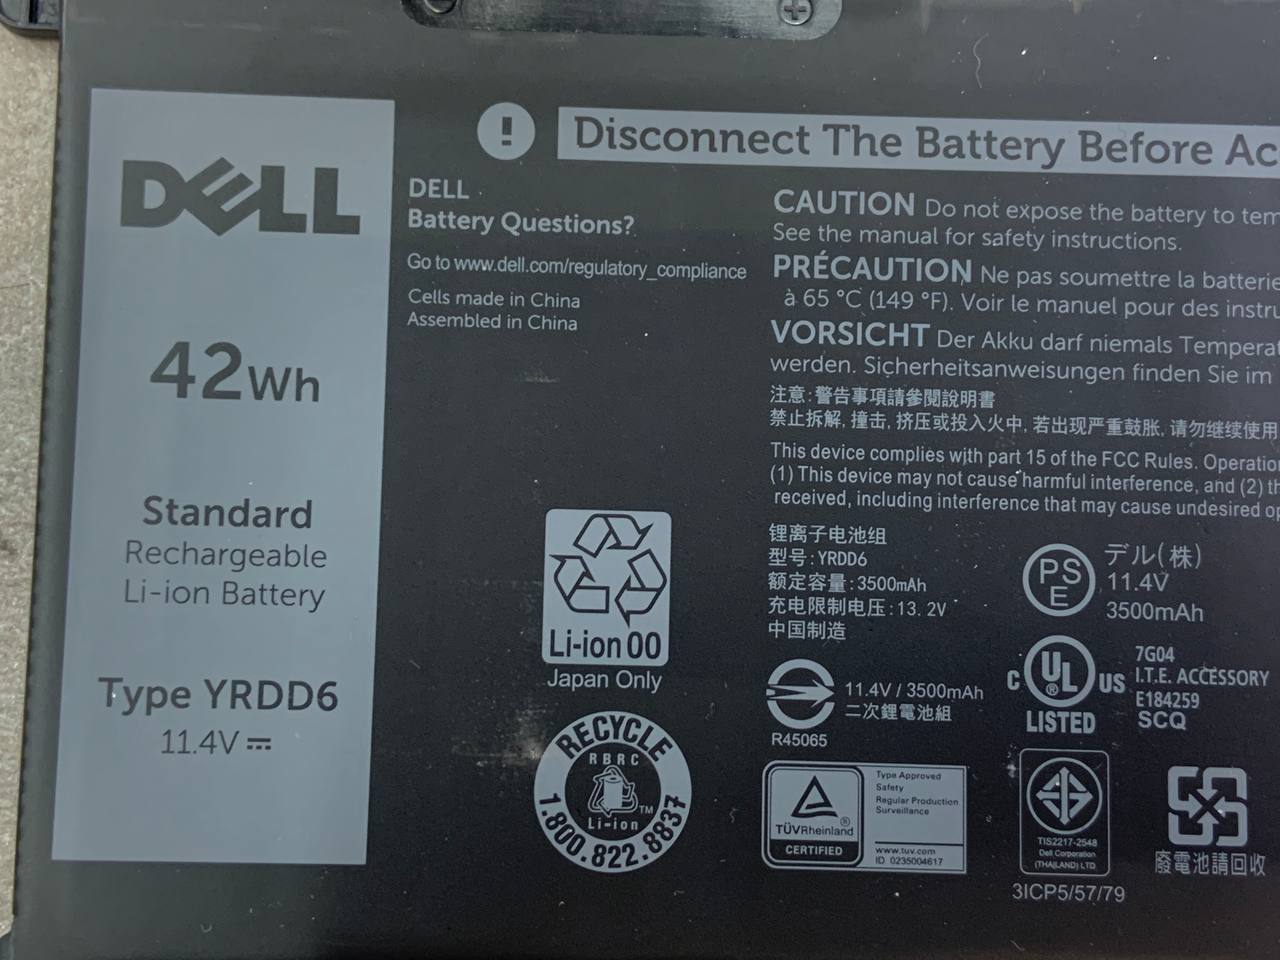 DELL
42Wh
Standard
Rechargeable
Li-ion Battery
Type YRDD6
11.4V
!
Disconnect The Battery Before Ac
DELL
Battery Questions?
Go to www.dell.com/regulatory_compliance
Cells made in China
Assembled in China
CAUTION Do not expose the battery to tem
See the manual for safety instructions.
PRÉCAUTION Ne pas soumettre la batterie
à 65 °C (149 °F). Voir le manuel pour des instru
VORSICHT Der Akku darf niemals Temperat
werden. Sicherheitsanweisungen finden Sie im
注意:警告事項請參閱說明書
禁止拆解, 撞击, 挤压或投入火中, 若出现严重鼓胀, 请勿继续使用
This device complies with part 15 of the FCC Rules. Operatio
(1) This device may not cause harmful interference, and (2) th
received, including interference that may cause undesired op
锂离子电池组
型号:YRDD6
额定容量:3500mAh
充电限制电压:13.2V
中国制造
PS
E
デル(株)
11.4V
3500mAh
Li-ion 00
Japan Only
11.4V / 3500mAh
二次鋰電池組
R45065
C UL ® US
LISTED
7G04
I.T.E. ACCESSORY
E184259
SCQ
RECYCLE
RBRC
TM
Li-ion
1.800.822.8837
TÜVRheinland ®
CERTIFIED
Type Approved
Safety
Regular Production
Surveillance
www.tuv.com
ID 0235004617
TIS2217-2548
Dell Corporation
(THAILAND) LTD
3ICP5/57/79
廢電池請回收